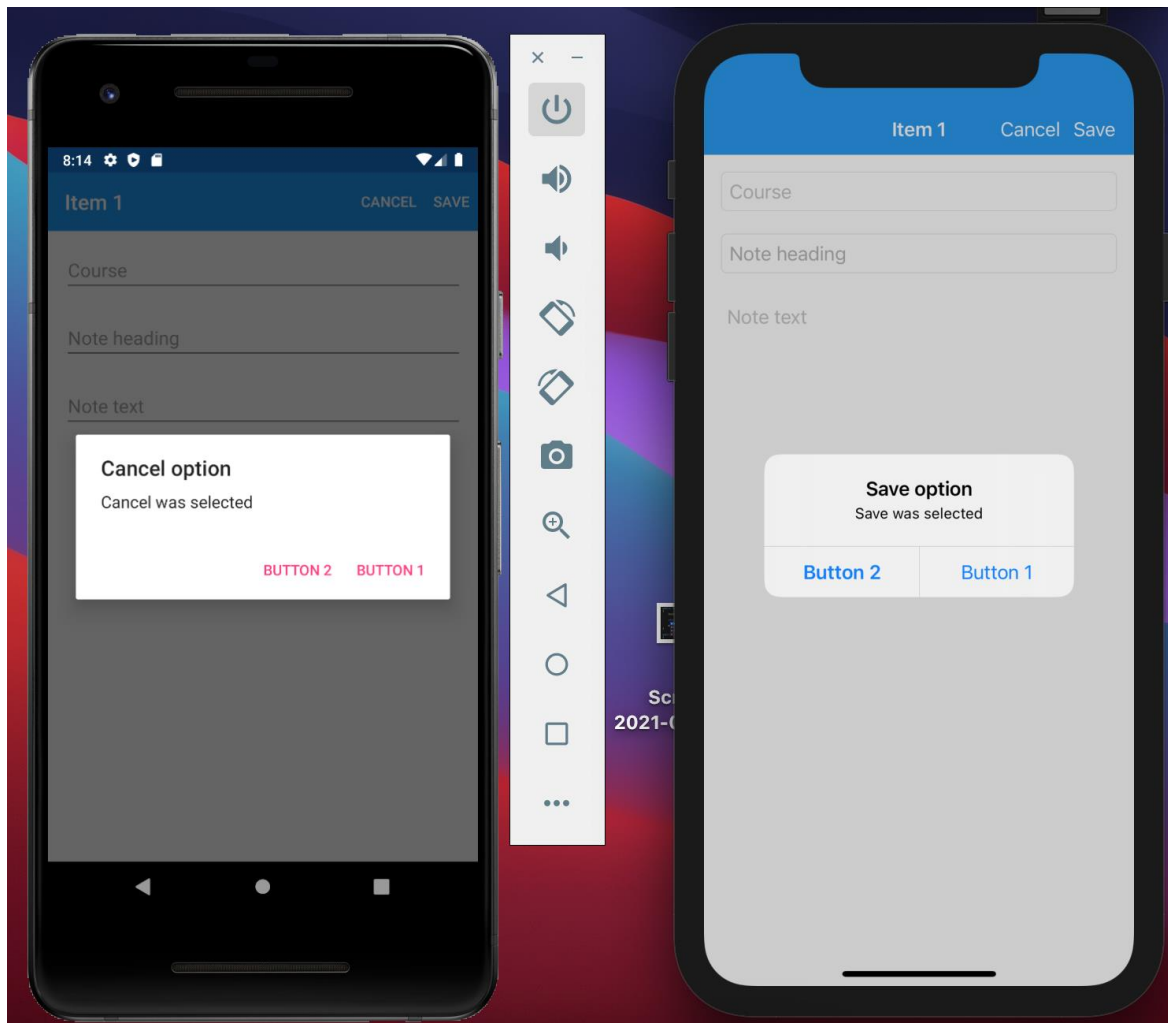 8:14
Item 1 CANCEL SAVE
Course
Note heading
Note text
Cancel option
Cancel was selected
BUTTON 2 BUTTON 1
2021-0
Item 1 Cancel Save
Course
Note heading
Note text
Save option
Save was selected
Button 2 Button 1